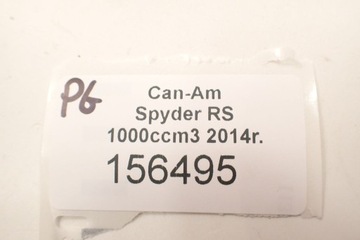 P6
Can-Am
Spyder RS
1000ccm3 2014r.
156495